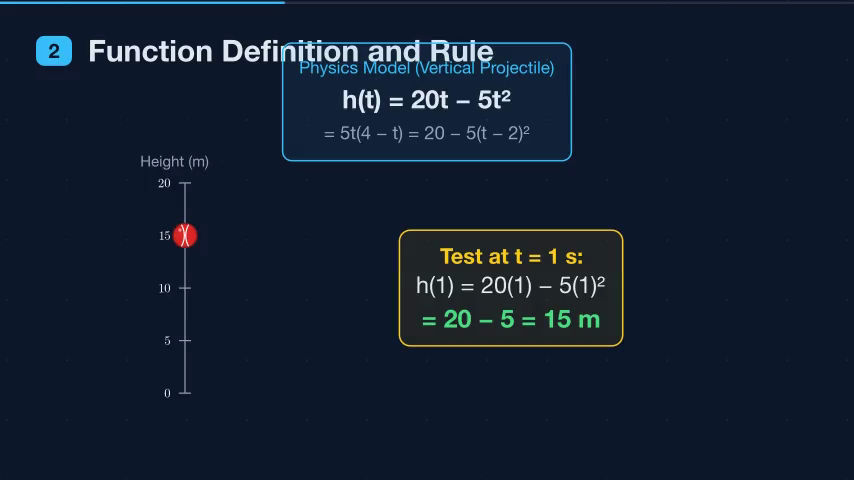 2 Function Definition and Rule
Physics Model (Vertical Projectile)
h(t) = 20t − 5t²
= 5t(4 − t) = 20 − 5(t − 2)²
Height (m)
20
15
10
5
0
Test at t = 1 s:
h(1) = 20(1) − 5(1)²
= 20 − 5 = 15 m